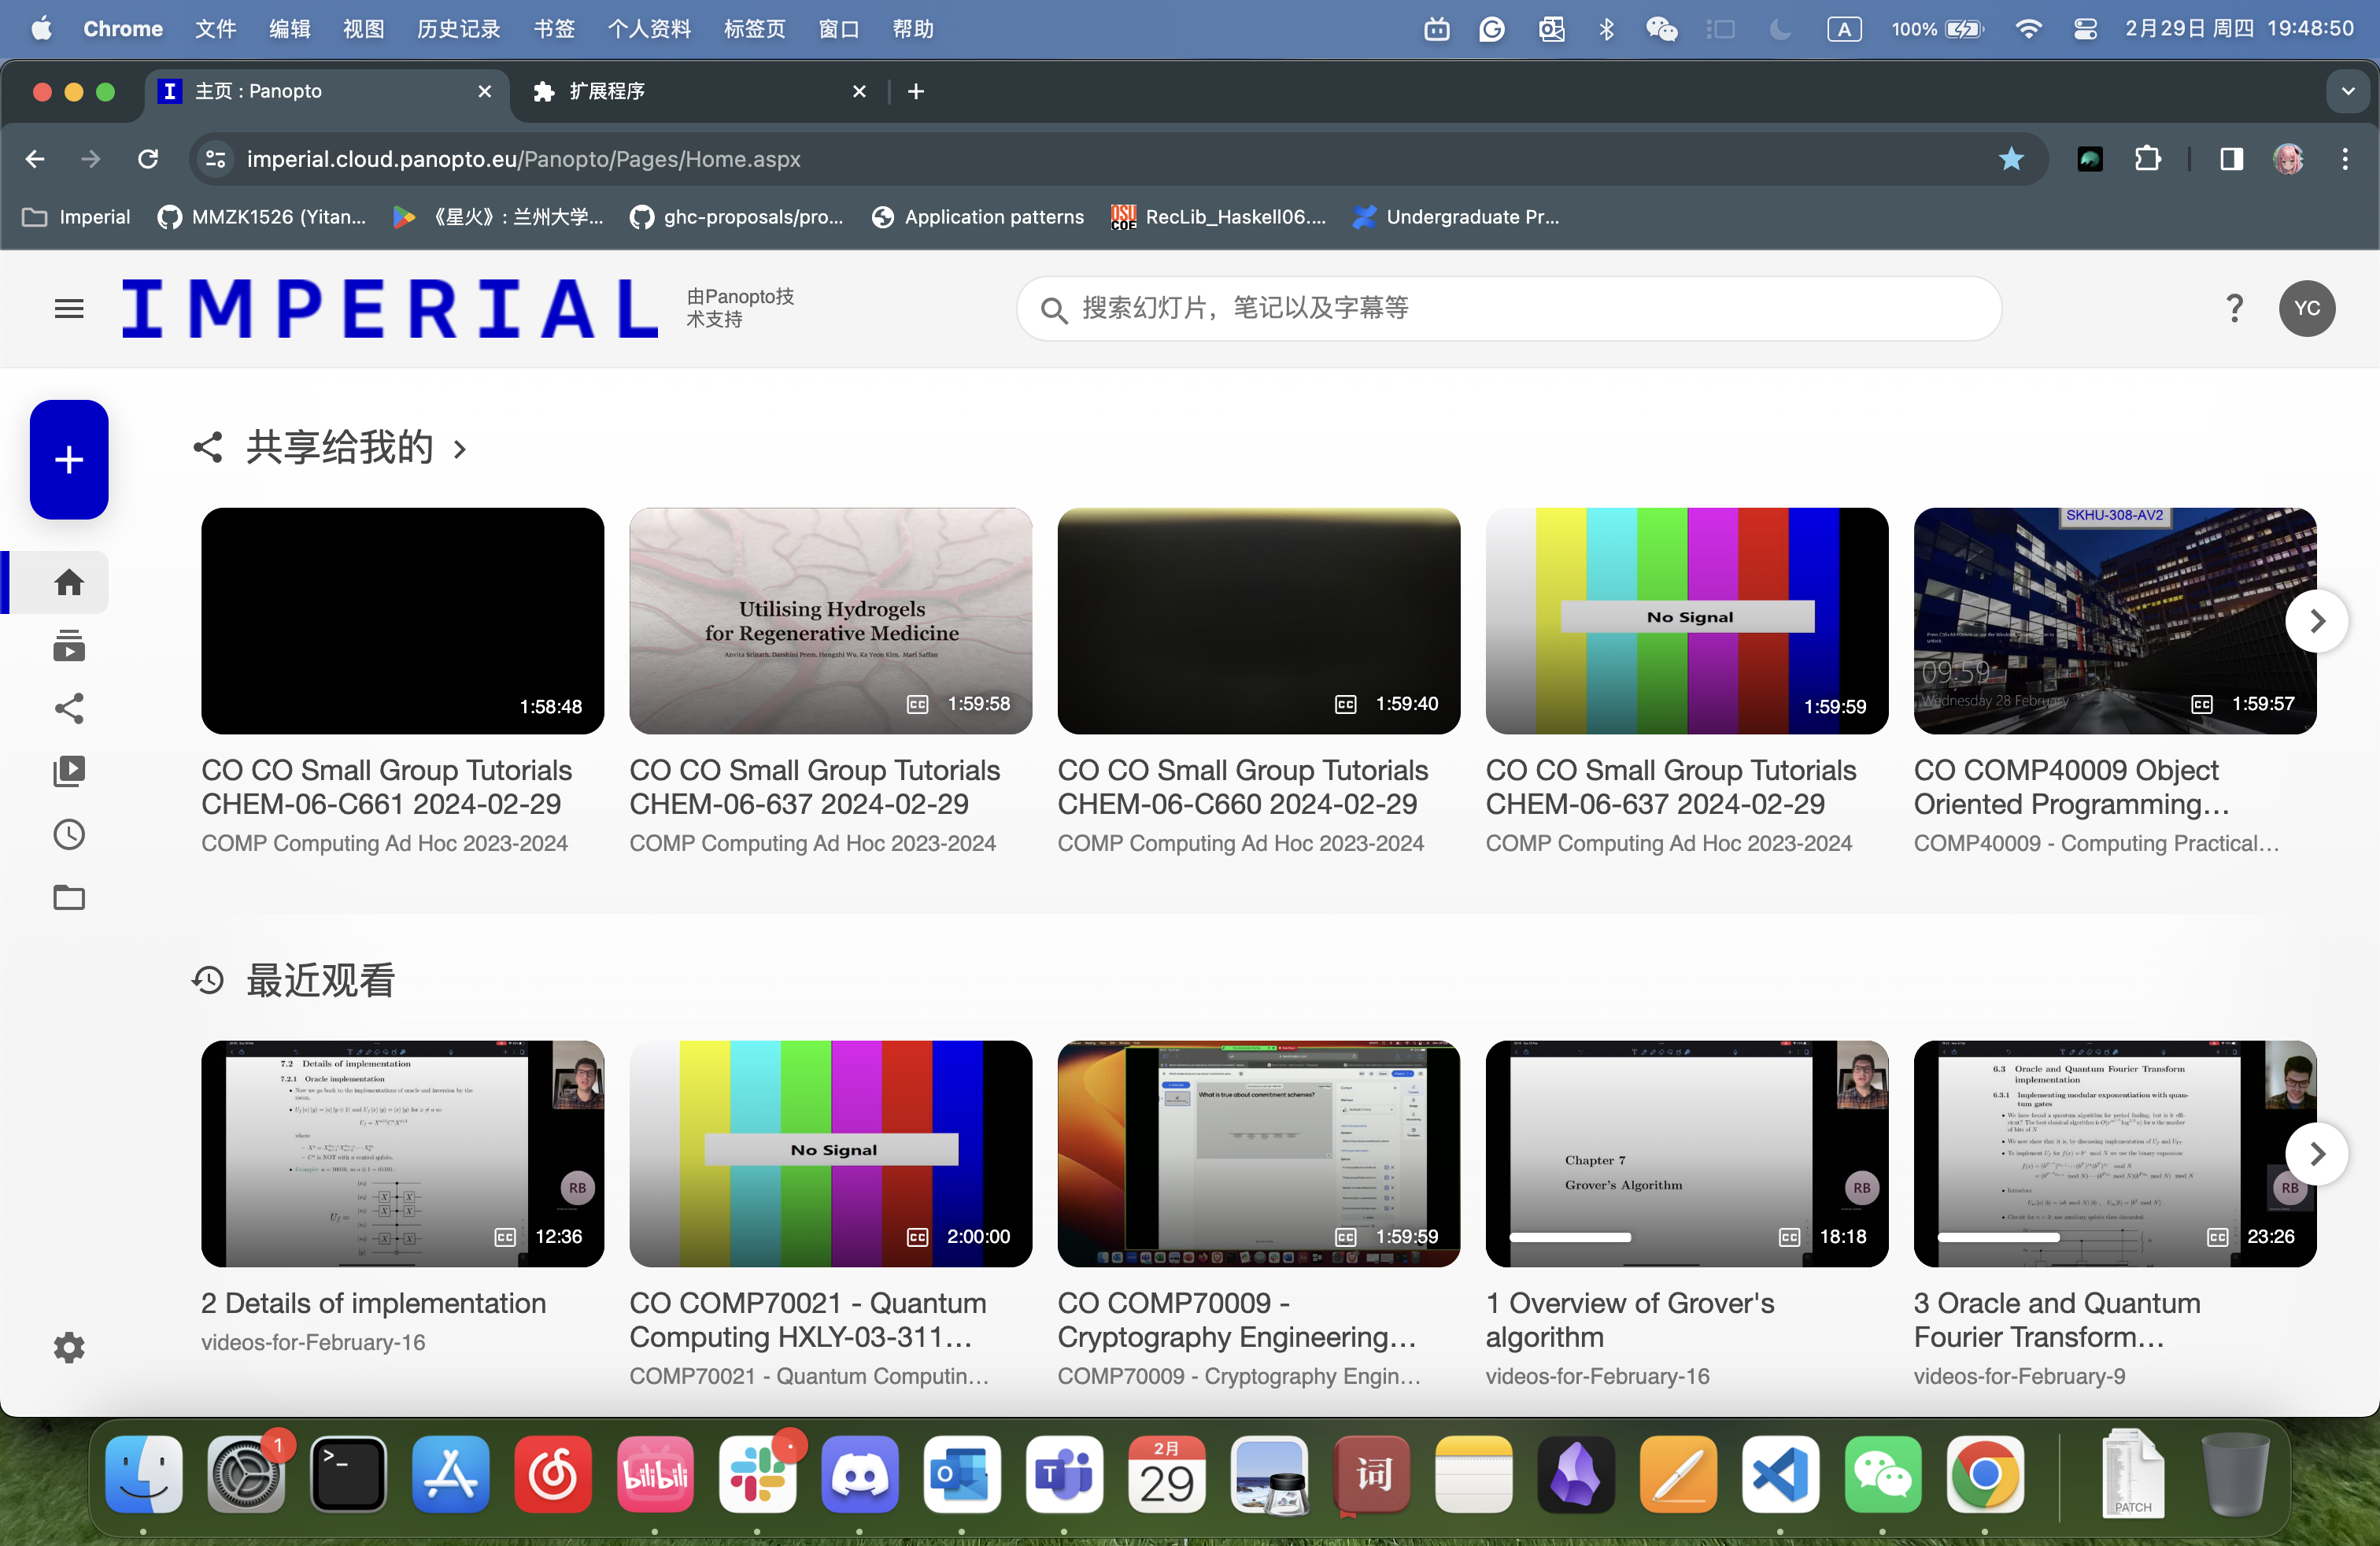 Chrome 文件 编辑 视图 历史记录 书签 个人资料 标签页 窗口 帮助 A 100% 2月29日 周四 19:48:50
主页 : Panopto 扩展程序
imperial.cloud.panopto.eu/Panopto/Pages/Home.aspx
Imperial MMZK1526 (Yitan... 《星火》: 兰州大学... ghc-proposals/pro... Application patterns RecLib_Haskell06.... Undergraduate Pr...
IMPERIAL
由Panopto技
术支持
搜索幻灯片，笔记以及字幕等
? YC
共享给我的
1:58:48
Utilising Hydrogels
for Regenerative Medicine
Anvita Srinath, Darshini Prem, Hongzhi Wu, Ka Yeon Kim, Mari Saffan
CC 1:59:58
CC 1:59:40
No Signal
1:59:59
SKHU-308-AV2
09:59
Wednesday 28 February
CC 1:59:57
CO CO Small Group Tutorials
CHEM-06-C661 2024-02-29
COMP Computing Ad Hoc 2023-2024
CO CO Small Group Tutorials
CHEM-06-637 2024-02-29
COMP Computing Ad Hoc 2023-2024
CO CO Small Group Tutorials
CHEM-06-C660 2024-02-29
COMP Computing Ad Hoc 2023-2024
CO CO Small Group Tutorials
CHEM-06-637 2024-02-29
COMP Computing Ad Hoc 2023-2024
CO COMP40009 Object
Oriented Programming...
COMP40009 - Computing Practical...
最近观看
7.2 Details of implementation
7.2.1 Oracle implementation
RB
CC 12:36
No Signal
CC 2:00:00
What is true about commitment schemes?
CC 1:59:59
Chapter 7
Grover's Algorithm
RB
CC 18:18
6.3 Oracle and Quantum Fourier Transform
implementation
6.3.1 Implementing modular exponentiation with quan-
tum gates
RB
CC 23:26
2 Details of implementation
videos-for-February-16
CO COMP70021 - Quantum
Computing HXLY-03-311...
COMP70021 - Quantum Computin...
CO COMP70009 -
Cryptography Engineering...
COMP70009 - Cryptography Engin...
1 Overview of Grover's
algorithm
videos-for-February-16
3 Oracle and Quantum
Fourier Transform...
videos-for-February-9
1
bilibili
2月
29
词
PATCH